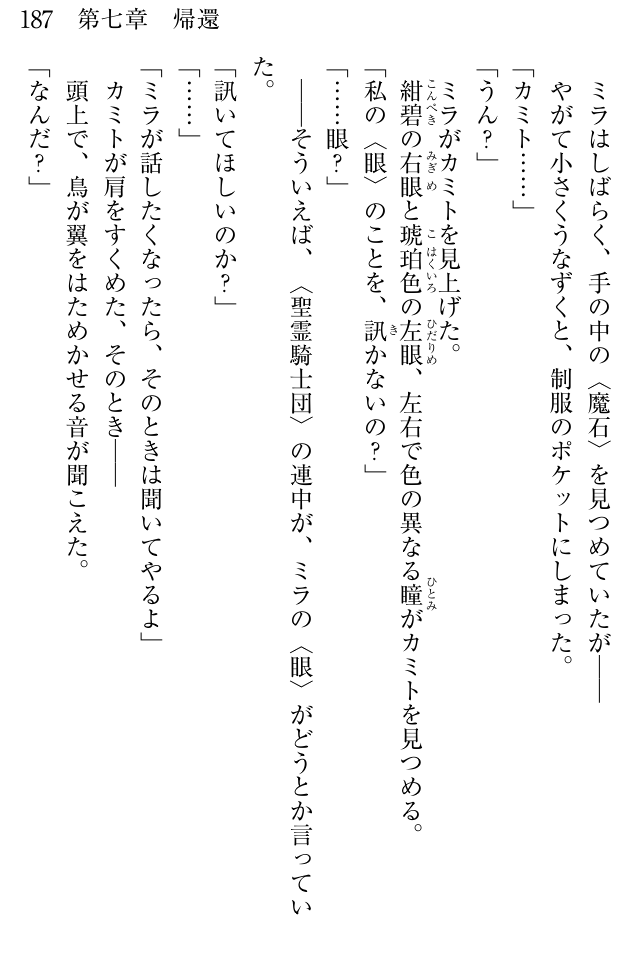 187　第七章　帰還
ミラはしばらく、手の中の〈魔石〉を見つめていたが――
やがて小さくうなずくと、制服のポケットにしまった。
「カミト……」
「うん？」
ミラがカミトを見上げた。
紺碧の右眼と琥珀色の左眼、左右で色の異なる瞳がカミトを見つめる。
「私の〈眼〉のことを、訊かないの？」
「……眼？」
――そういえば、〈聖霊騎士団〉の連中が、ミラの〈眼〉がどうとか言ってい
た。
「訊いてほしいのか？」
「……」
「ミラが話したくなったら、そのときは聞いてやるよ」
カミトが肩をすくめた、そのとき――
頭上で、鳥が翼をはためかせる音が聞こえた。
「なんだ？」